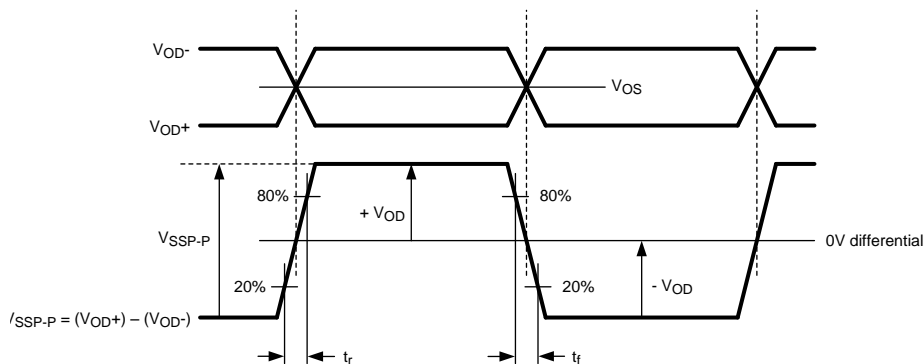 VOD-
VOS
VOD+
80%
80%
+ VOD
VSSP-P
0V differential
20%
20%
- VOD
/SSP-P = (VOD+) – (VOD-)
tr
tf